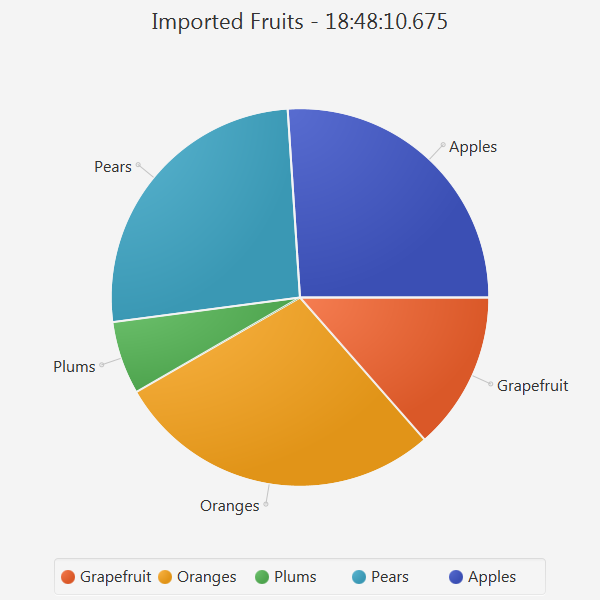 Imported Fruits - 18:48:10.675
Apples
Pears
Plums
Grapefruit
Oranges
Grapefruit Oranges Plums Pears Apples